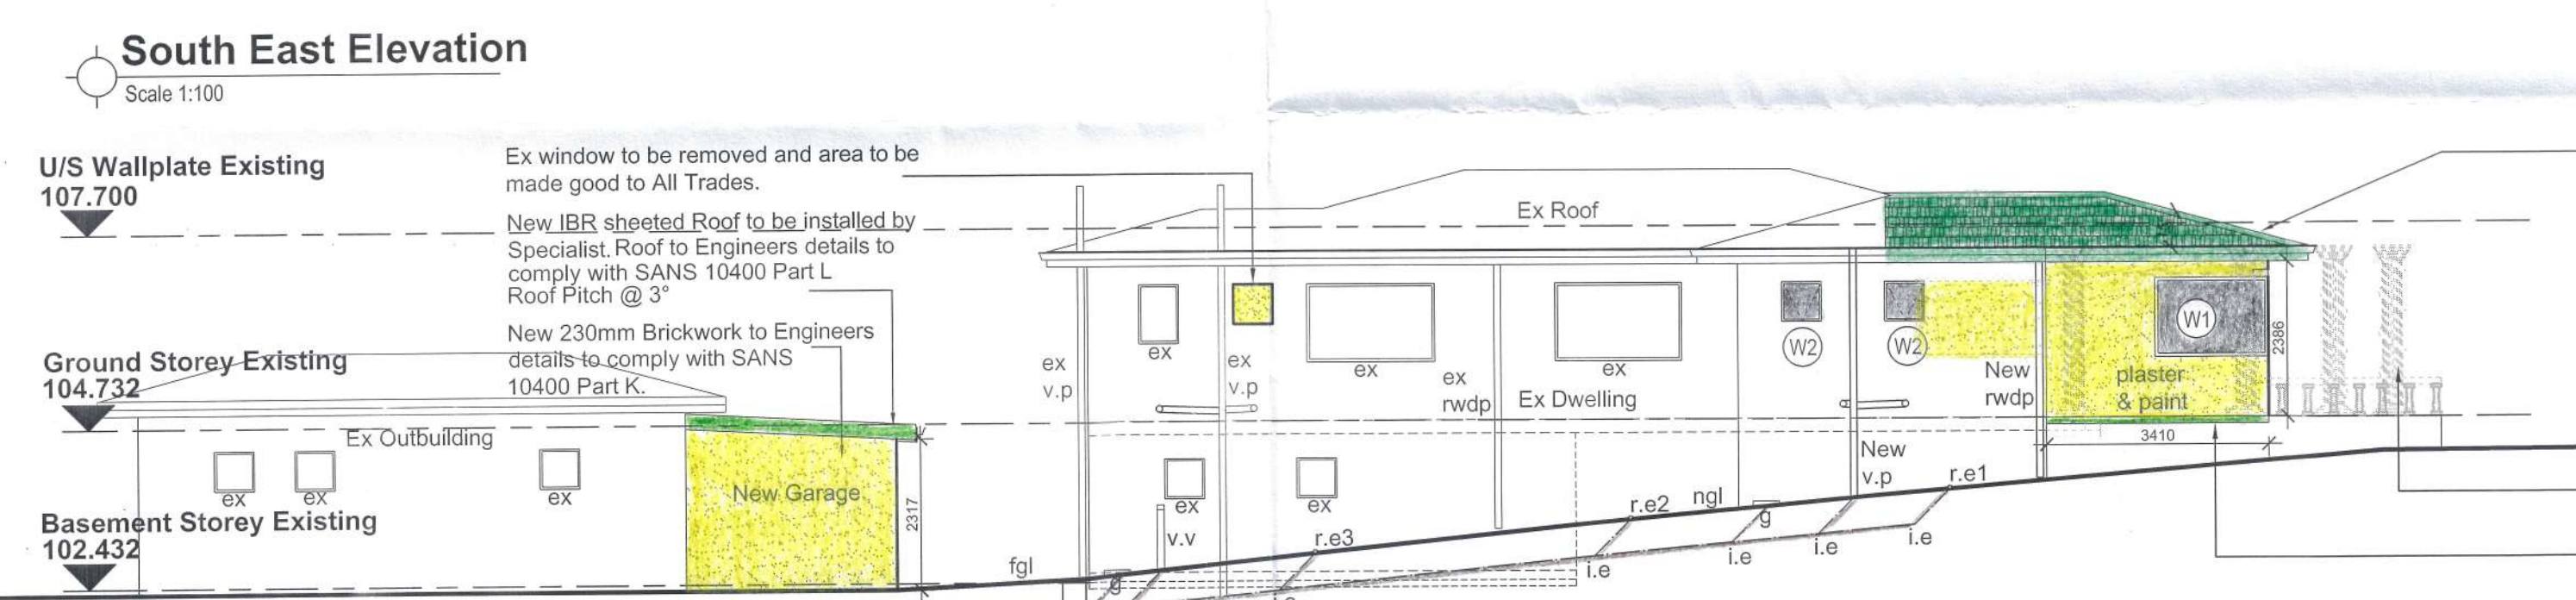 South East Elevation
Scale 1:100
U/S Wallplate Existing
107.700
Ex window to be removed and area to be
made good to All Trades.
New IBR sheeted Roof to be installed by
Specialist. Roof to Engineers details to
comply with SANS 10400 Part L
Roof Pitch @ 3°
New 230mm Brickwork to Engineers
details to comply with SANS
10400 Part K.
Ground Storey Existing
104.732
Ex Outbuilding
ex
ex
ex
New Garage
2317
Basement Storey Existing
102.432
fgl
Ex Roof
ex
v.p
ex
ex
v.p
ex
ex
rwdp
ex
Ex Dwelling
W2
W2
W1
New
rwdp
plaster
& paint
2386
3410
New
v.p
ex
ex
v.v
r.e3
r.e2
ngl
g
r.e1
i.e
i.e
i.e
i.e
g